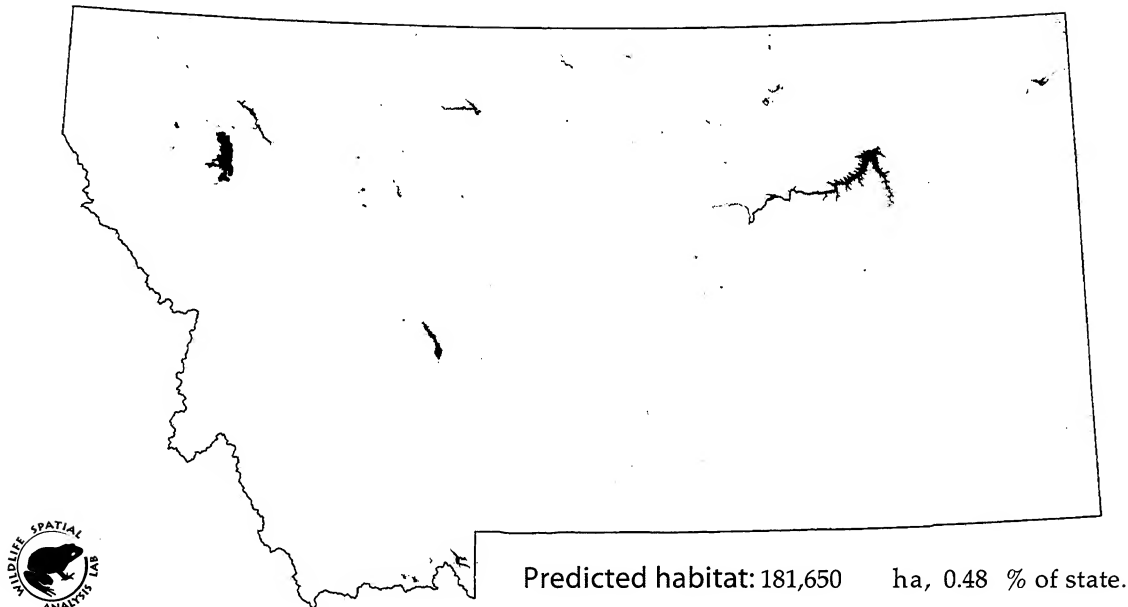 WILDLIFE SPATIAL ANALYSIS LAB
Predicted habitat: 181,650 ha, 0.48 % of state.